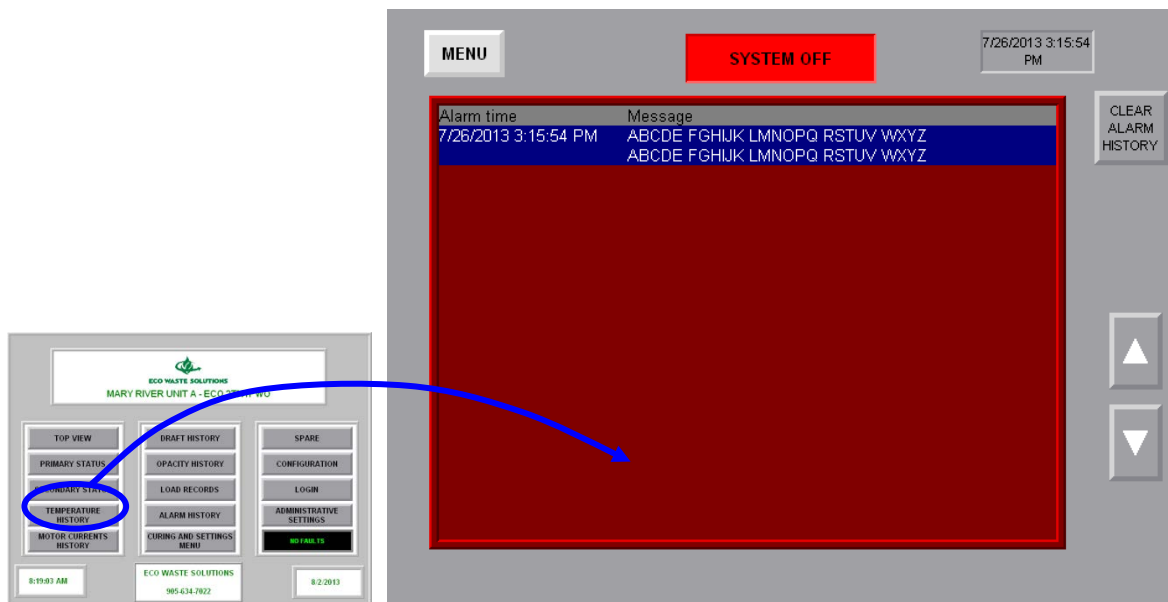 MENU
SYSTEM OFF
7/26/2013 3:15:54
PM
CLEAR
ALARM
HISTORY
Alarm time Message
7/26/2013 3:15:54 PM ABCDE FGHIJK LMNOPQ RSTUV WXYZ
ABCDE FGHIJK LMNOPQ RSTUV WXYZ
ECO WASTE SOLUTIONS
MARY RIVER UNIT A - ECO WO
TOP VIEW
DRAFT HISTORY
SPARE
PRIMARY STATUS
OPACITY HISTORY
CONFIGURATION
SECONDARY STATUS
LOAD RECORDS
LOGIN
TEMPERATURE
HISTORY
ALARM HISTORY
ADMINISTRATIVE
SETTINGS
MOTOR CURRENTS
HISTORY
CURING AND SETTINGS
MENU
NO FAULTS
8:19:03 AM
ECO WASTE SOLUTIONS
905-634-7022
8/2/2013